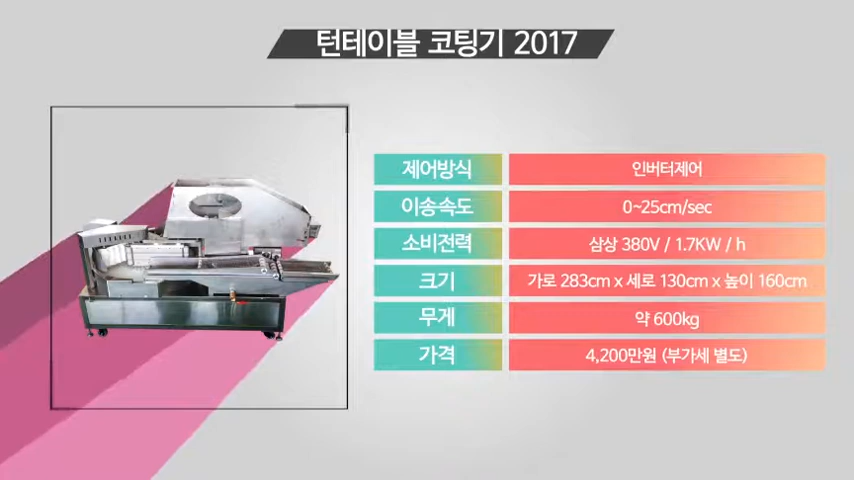 턴테이블 코팅기 2017
제어방식 인버터제어
이송속도 0~25cm/sec
소비전력 삼상 380V / 1.7KW / h
크기 가로 283cm x 세로 130cm x 높이 160cm
무게 약 600kg
가격 4,200만원 (부가세 별도)